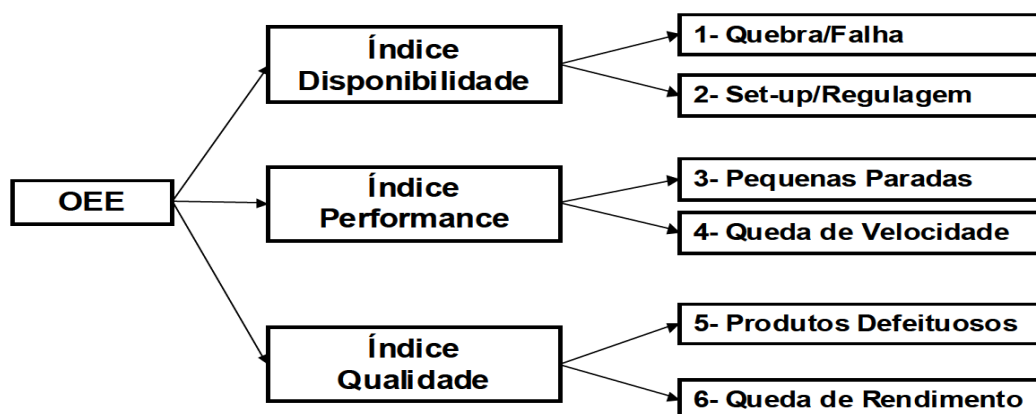 OEE
Índice
Disponibilidade
1- Quebra/Falha
2- Set-up/Regulagem
Índice
Performance
3- Pequenas Paradas
4- Queda de Velocidade
Índice
Qualidade
5- Produtos Defeituosos
6- Queda de Rendimento